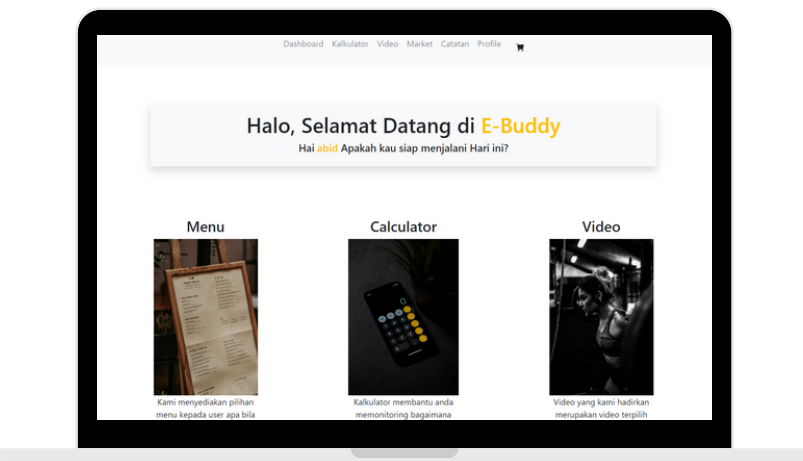 Dashboard Kalkulator Video Market Catatan Profile
Halo, Selamat Datang di E-Buddy
Hai abid Apakah kau siap menjalani Hari ini?
Menu
Calculator
Video
Kami menyediakan pilihan
menu kepada user apa bila
Kalkulator membantu anda
memonitoring bagaimana
Video yang kami hadirkan
merupakan video terpilih